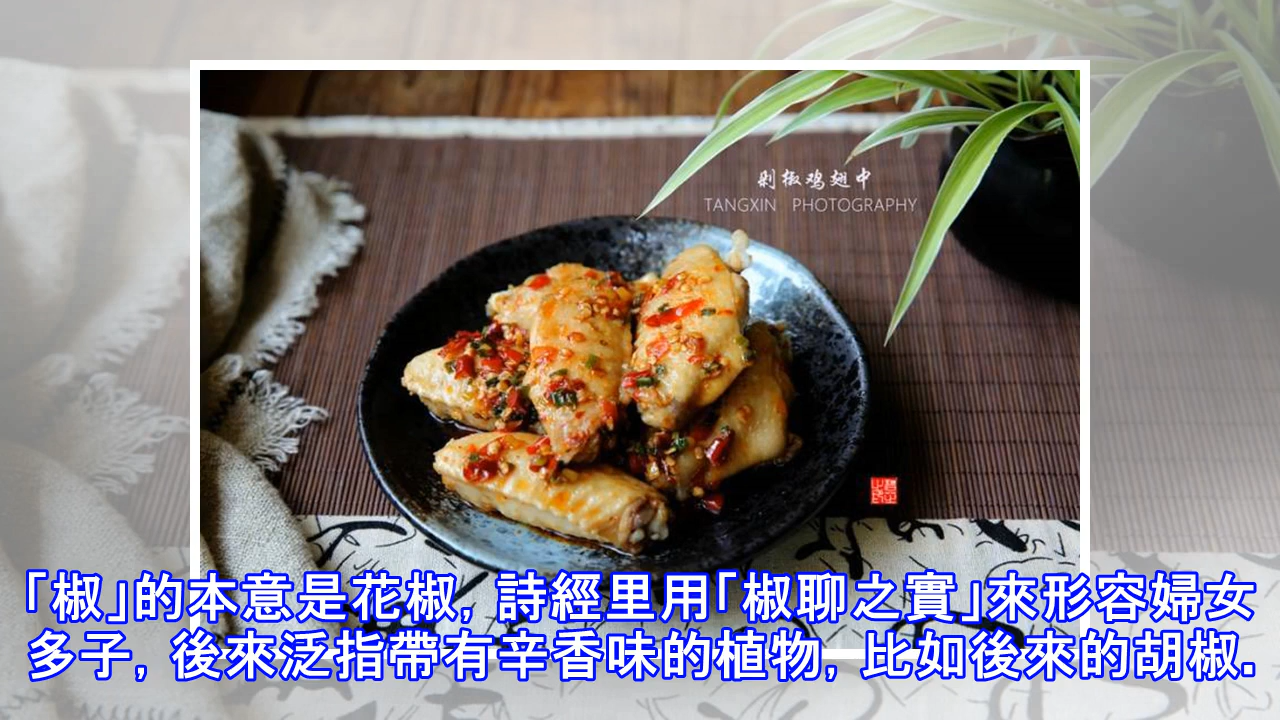 剁椒鸡翅中
TANGXIN PHOTOGRAPHY
「椒」的本意是花椒, 詩經里用「椒聊之實」來形容婦女
多子, 後來泛指帶有辛香味的植物, 比如後來的胡椒.